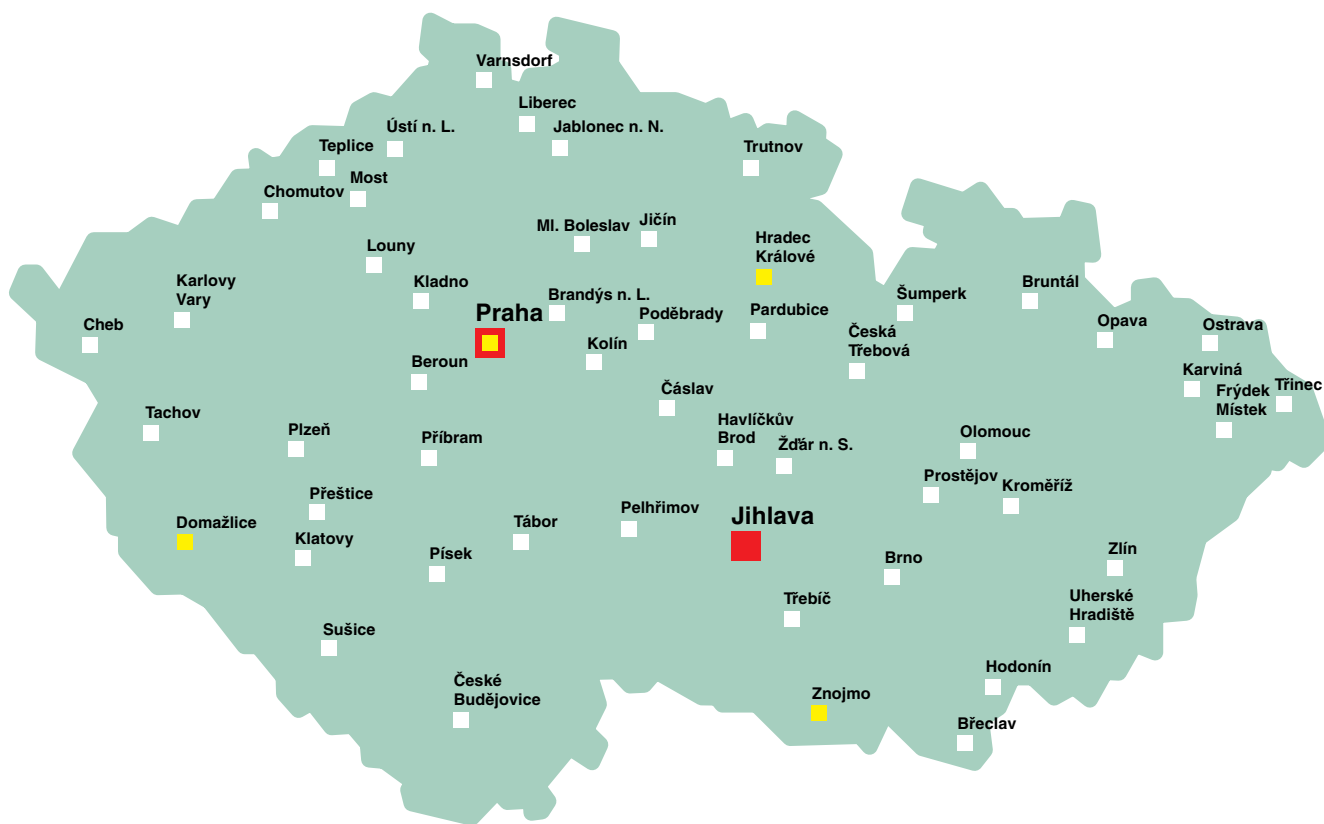 Varnsdorf
Liberec
Ústí n. L.
Jablonec n. N.
Teplice
Trutnov
Most
Chomutov
Ml. Boleslav
Jičín
Hradec
Králové
Louny
Karlovy
Vary
Kladno
Brandýs n. L.
Šumperk
Bruntál
Praha
Poděbrady
Pardubice
Cheb
Česká
Třebová
Opava
Ostrava
Kolín
Beroun
Karviná
Čáslav
Frýdek
Místek
Třinec
Tachov
Plzeň
Příbram
Havlíčkův
Brod
Žďár n. S.
Olomouc
Prostějov
Kroměříž
Přeštice
Pelhřimov
Jihlava
Domažlice
Klatovy
Tábor
Písek
Brno
Zlín
Třebíč
Uherské
Hradiště
Sušice
Hodonín
České
Budějovice
Znojmo
Břeclav